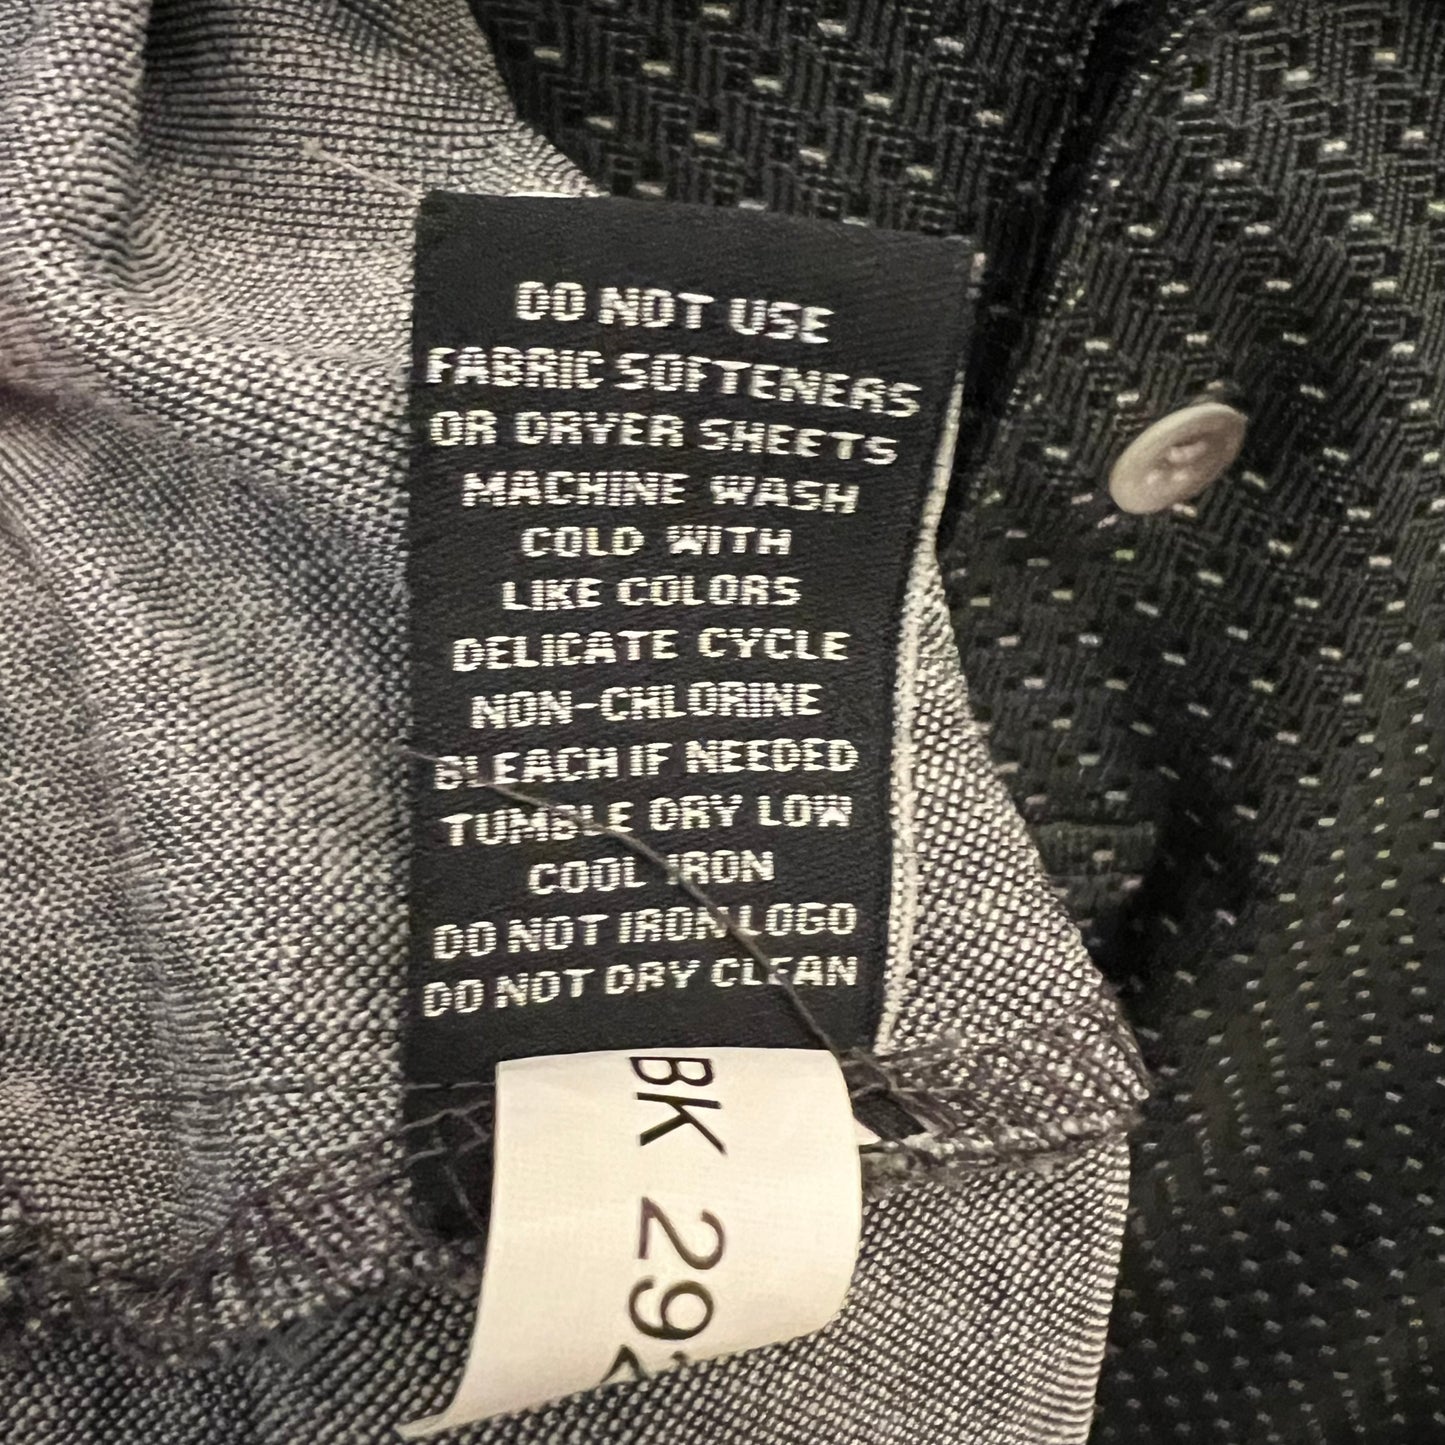 DO NOT USE
FABRIC SOFTENERS
OR DRYER SHEETS
MACHINE WASH
COLD WITH
LIKE COLORS
DELICATE CYCLE
NON-CHLORINE
BLEACH IF NEEDED
TUMBLE DRY LOW
COOL IRON
DO NOT IRON LOGO
DO NOT DRY CLEAN
BK 29